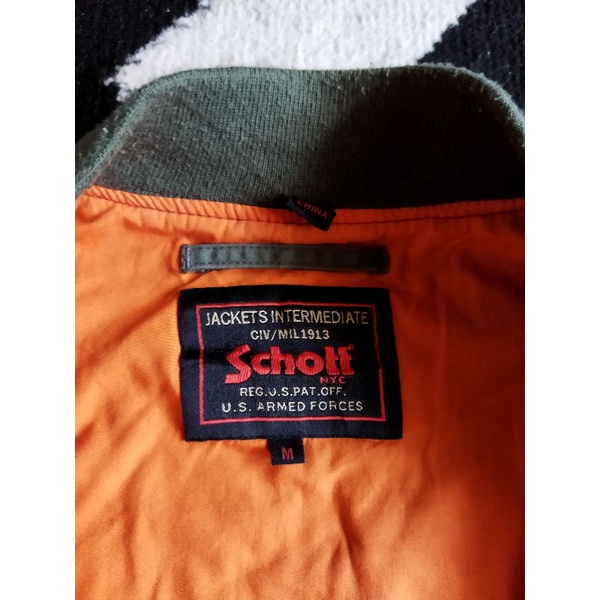 CHINA
JACKETS INTERMEDIATE
CIV/MIL1913
Schott
NYC
REG.U.S.PAT.OFF.
U.S. ARMED FORCES
M